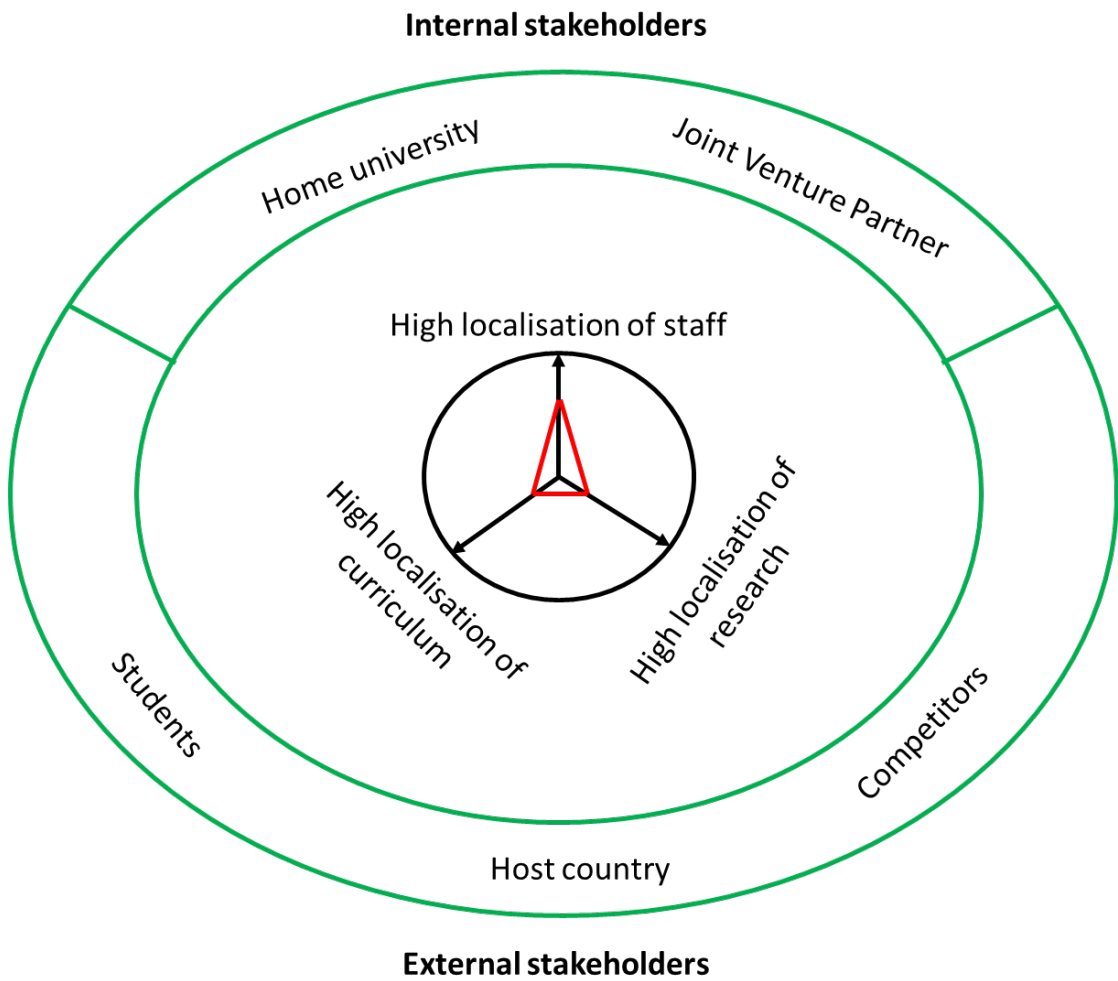 Internal stakeholders
Home university
Joint Venture Partner
High localisation of staff
High localisation of
curriculum
High localisation of
research
Students
Competitors
Host country
External stakeholders